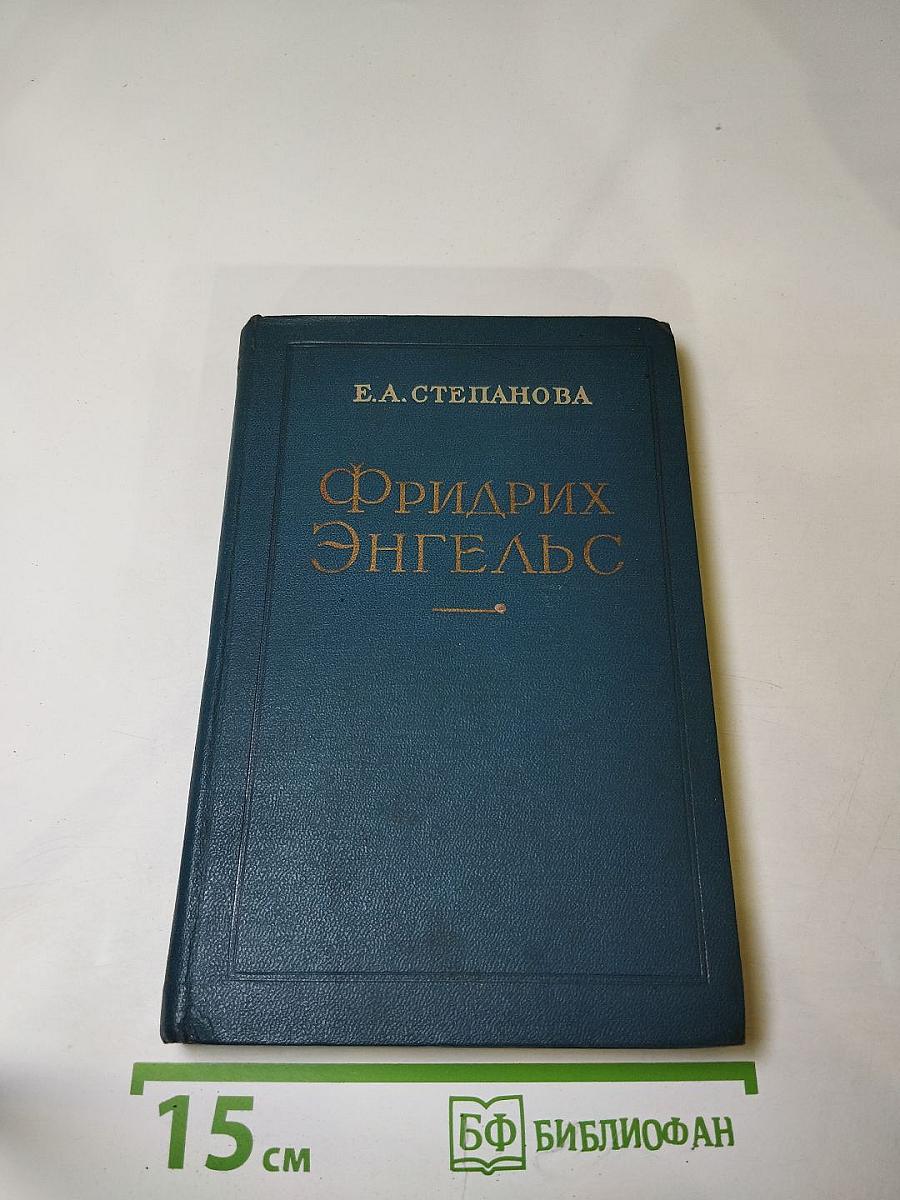 Е.А.СТЕПАНОВА
ФРИДРИХ
ЭНГЕЛЬС
15 см
БФ БИБЛИОФАН